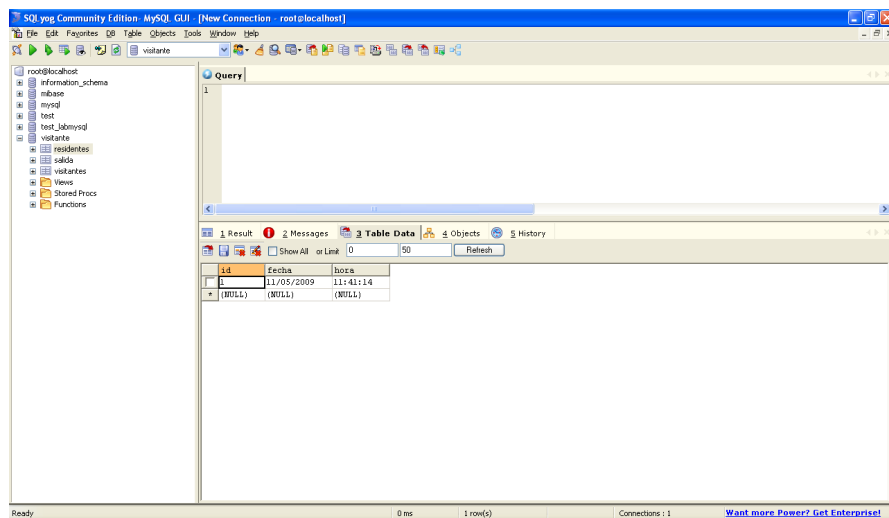 SQLyog Community Edition- MySQL GUI - [New Connection - root@localhost]
File Edit Favorites DB Table Objects Tools Window Help
visitante
root@localhost
information_schema
mibase
mysql
test
test_labmysql
visitante
residentes
salida
visitantes
Views
Stored Procs
Functions
Query
1
1 Result 2 Messages 3 Table Data 4 Objects 5 History
Show All or Limit 0 50 Refresh
id fecha hora
1 11/05/2009 11:41:14
* (NULL) (NULL) (NULL)
Ready 0 ms 1 row(s) Connections : 1 Want more Power? Get Enterprise!